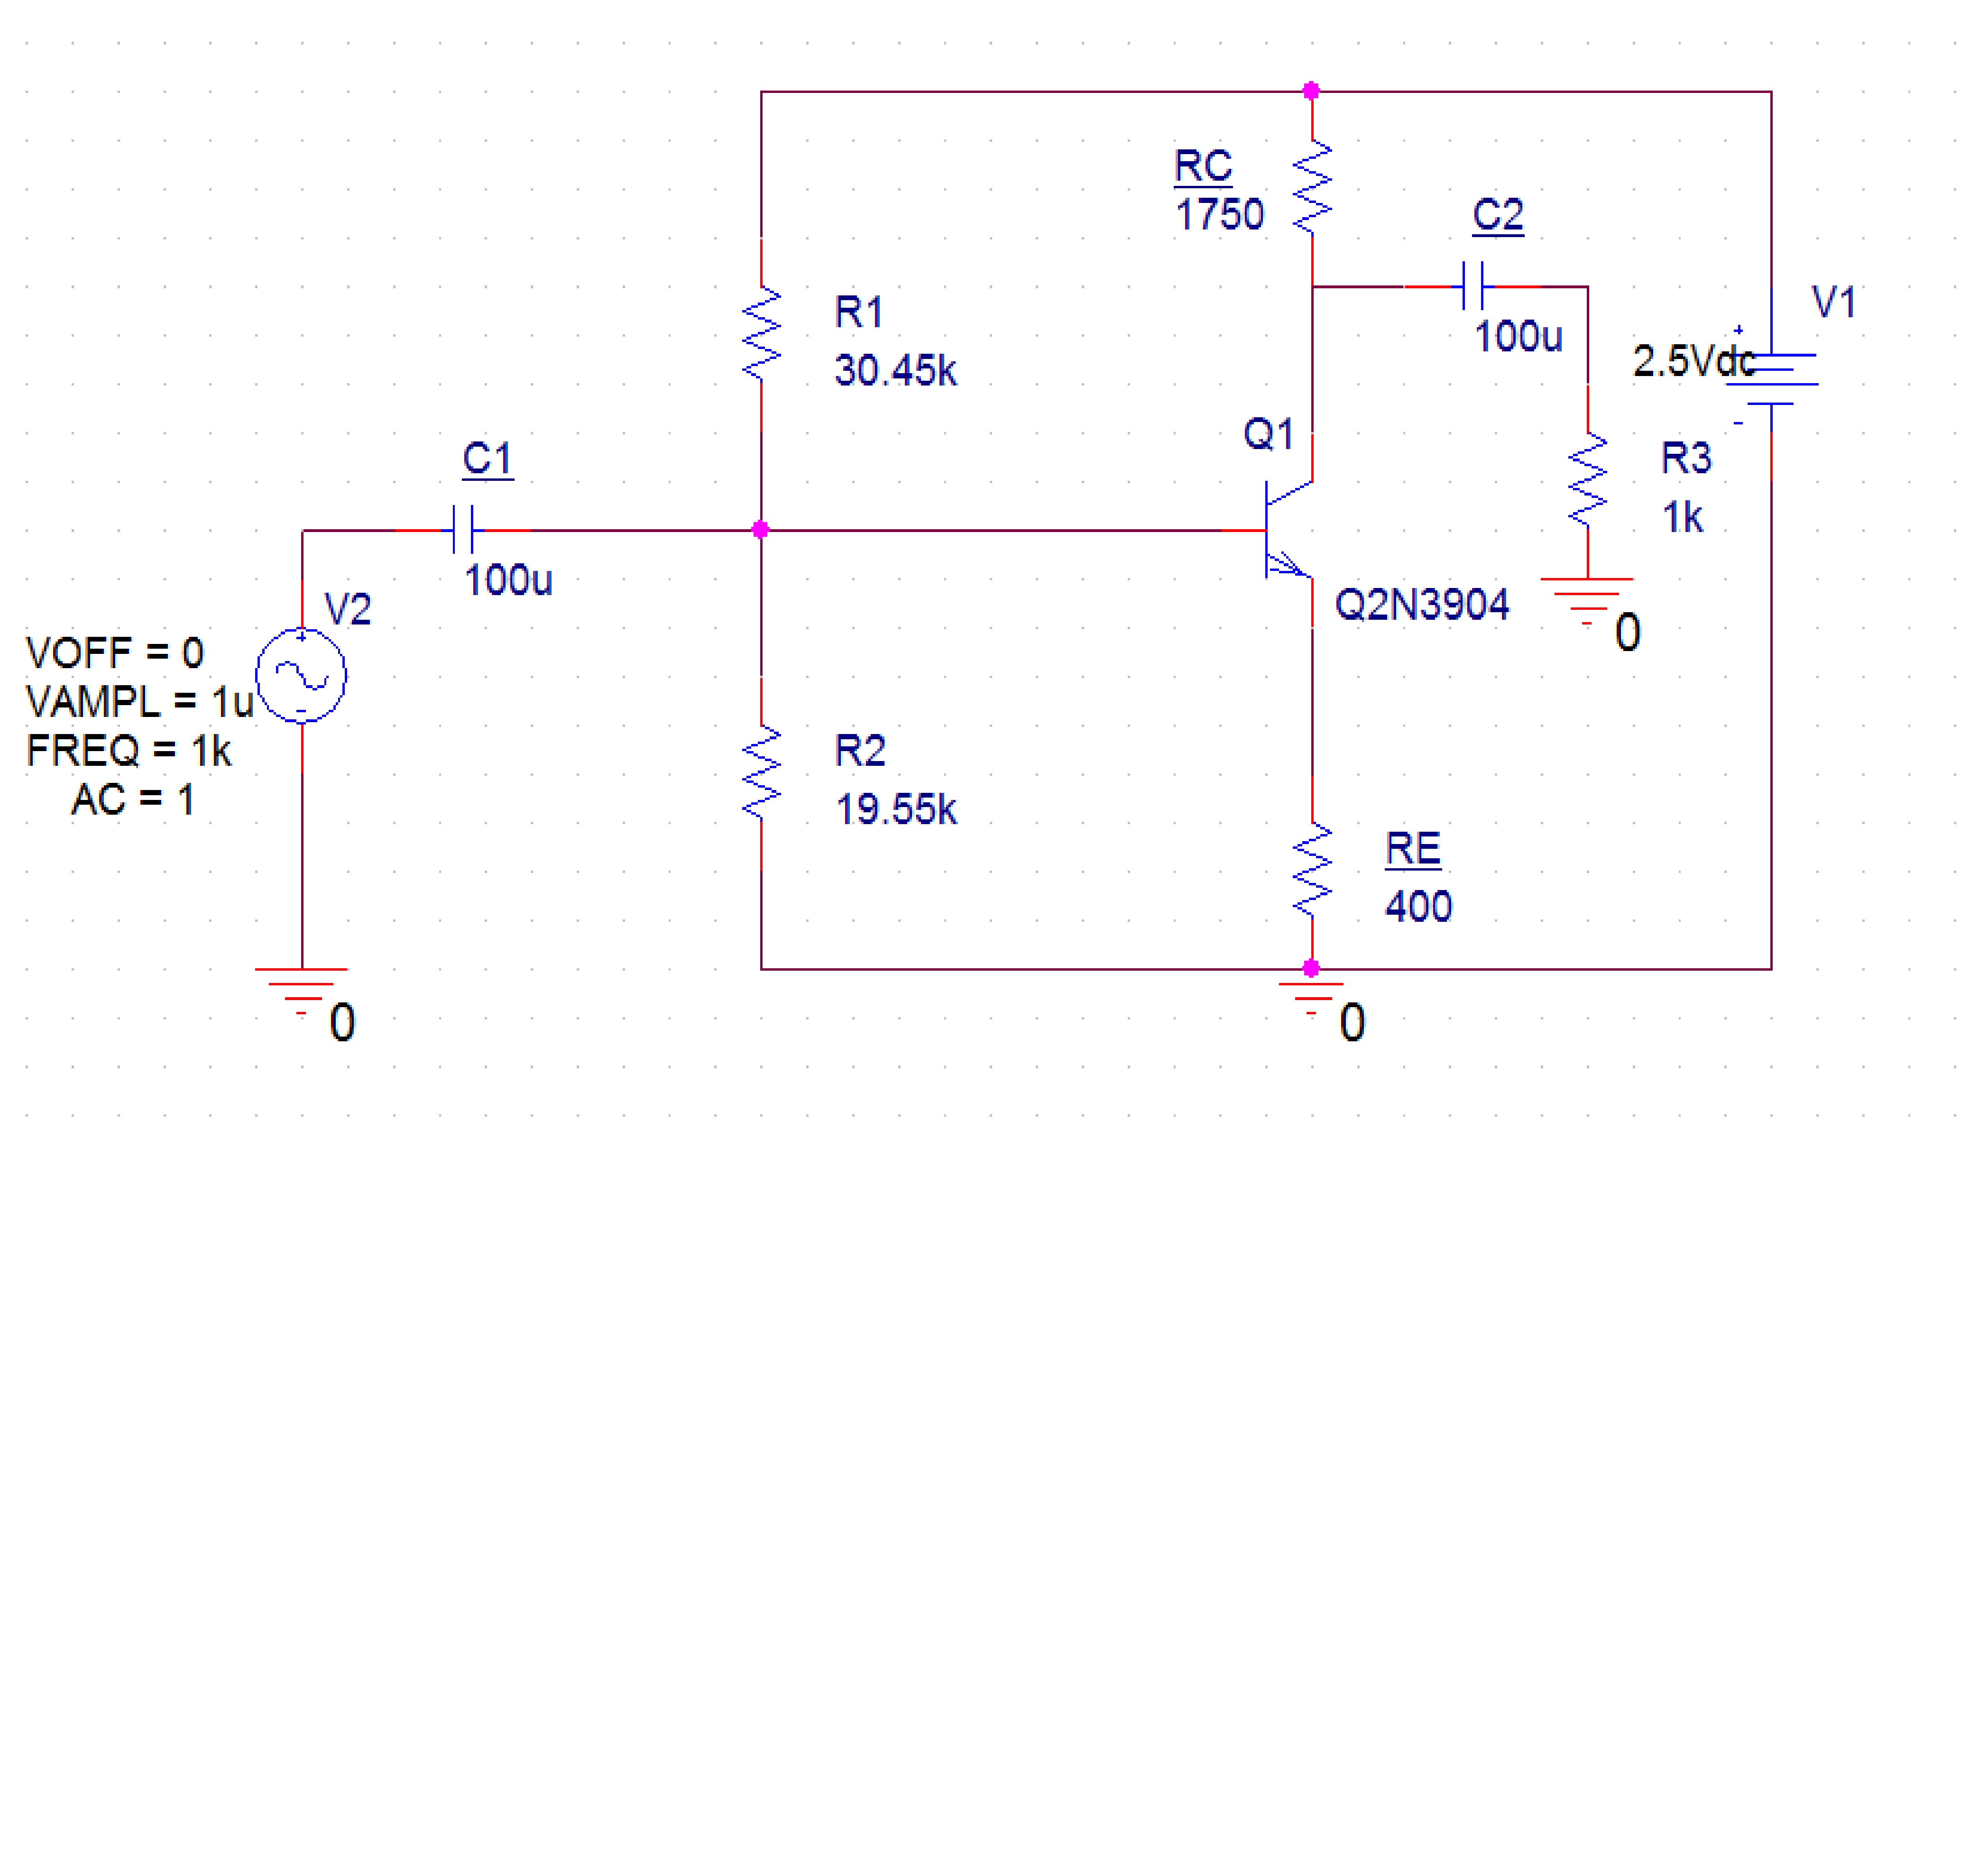 RC
1750
C2
100u
V1
+
2.5Vdc
-
R1
30.45k
Q1
C1
100u
R3
1k
V2
Q2N3904
0
VOFF = 0
VAMPL = 1u
FREQ = 1k
AC = 1
+
-
R2
19.55k
RE
400
0
0